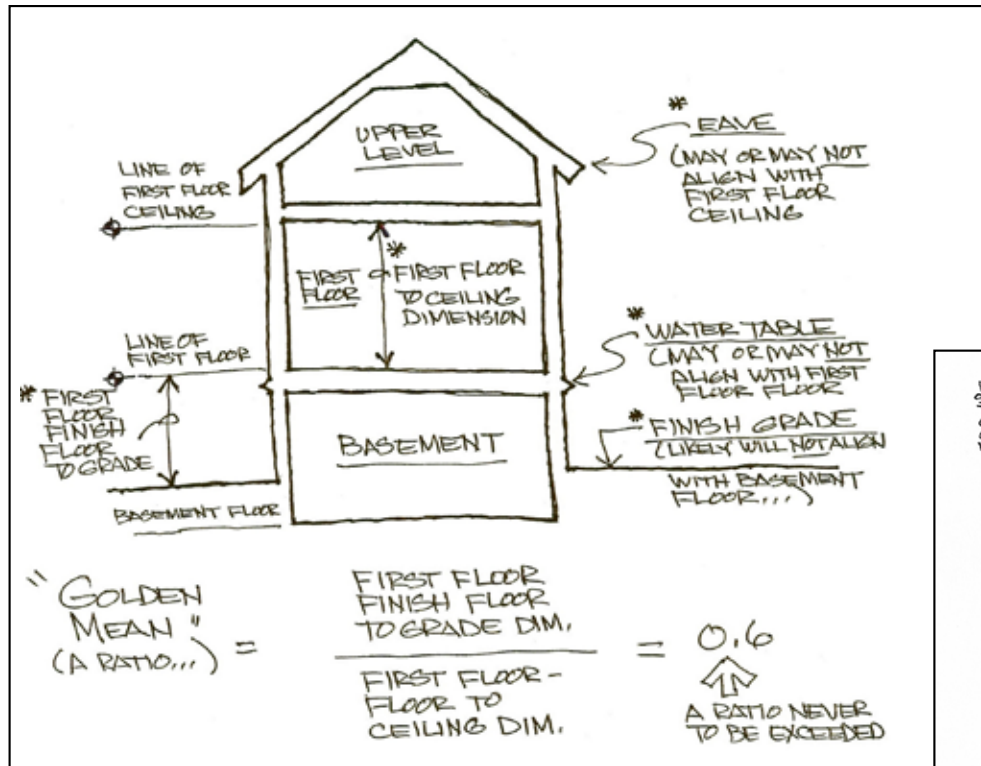 UPPER
LEVEL
LINE OF
FIRST FLOOR
CEILING
* EAVE
(MAY OR MAY NOT
ALIGN WITH
FIRST FLOOR
CEILING
FIRST
FLOOR
* FIRST FLOOR
TO CEILING
DIMENSION
LINE OF
FIRST FLOOR
* WATER TABLE
(MAY OR MAY NOT
ALIGN WITH FIRST
FLOOR FLOOR
* FIRST
FLOOR
FINISH
FLOOR
TO GRADE
BASEMENT
* FINISH GRADE
(LIKELY WILL NOT ALIGN
WITH BASEMENT
FLOOR...)
BASEMENT FLOOR
"GOLDEN
MEAN"
(A RATIO...)
=
FIRST FLOOR
FINISH FLOOR
TO GRADE DIM.
FIRST FLOOR -
FLOOR TO
CEILING DIM.
= 0.6
A RATIO NEVER
TO BE EXCEEDED